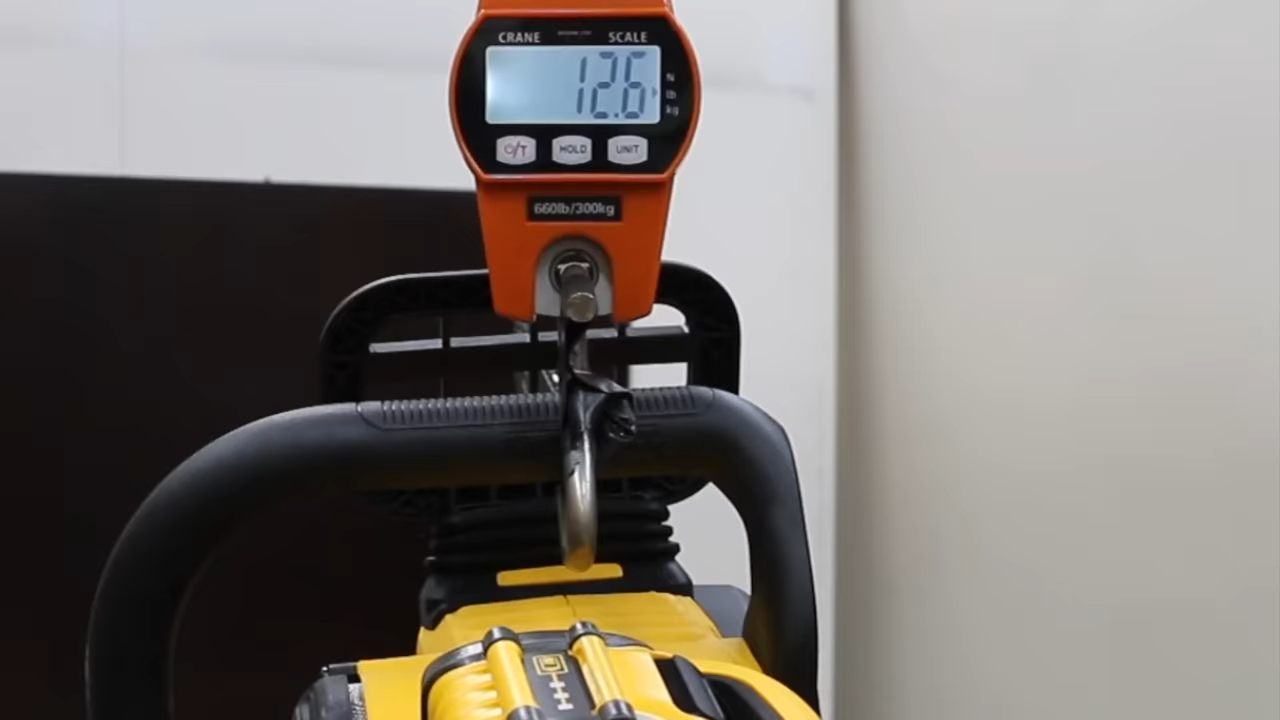 CRANE SCALE
12.6
N
lb
kg
O/T HOLD UNIT
660lb/300kg